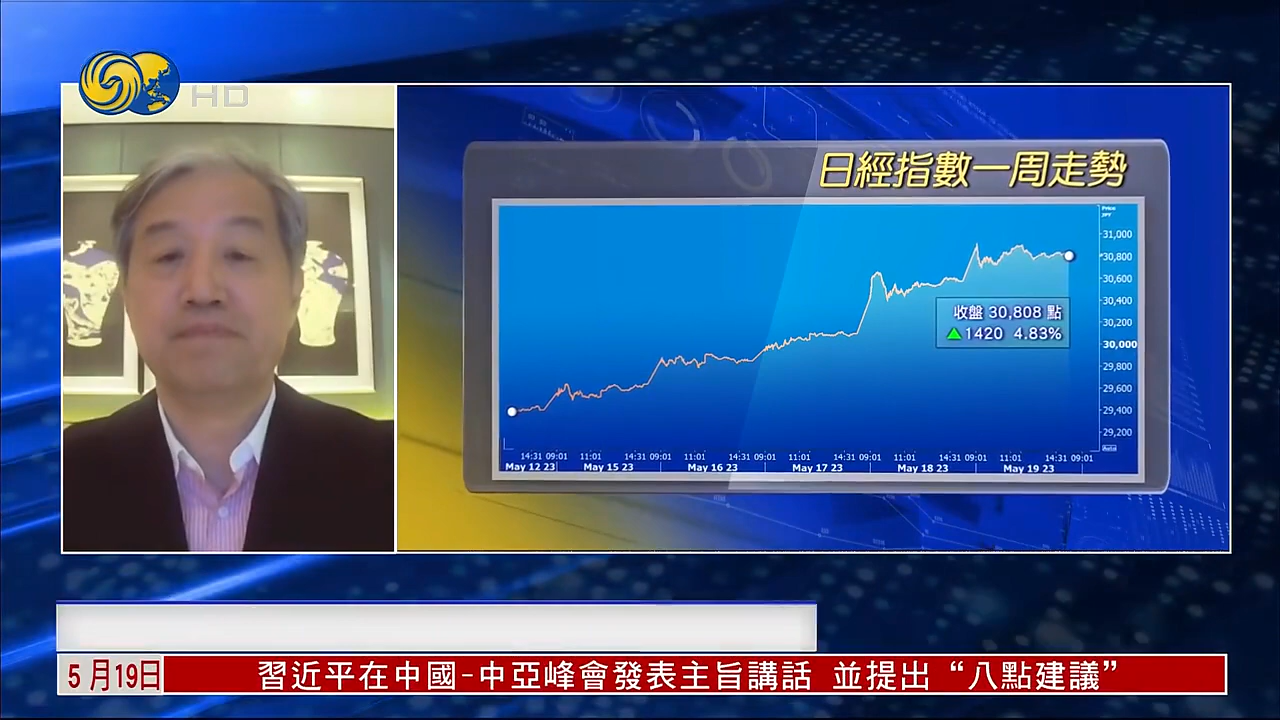 HD
日經指數一周走勢
Price
JPY
31,000
30,800
30,600
30,400
30,200
30,000
29,800
29,600
29,400
29,200
Auto
收盤 30,808 點
▲1420 4.83%
14:31 09:01 11:01 14:31 09:01 11:01 14:31 09:01 11:01 14:31 09:01 11:01 14:31 09:01 11:01 14:31 09:01
May 12 23 May 15 23 May 16 23 May 17 23 May 18 23 May 19 23
5月19日
習近平在中國-中亞峰會發表主旨講話 並提出“八點建議”